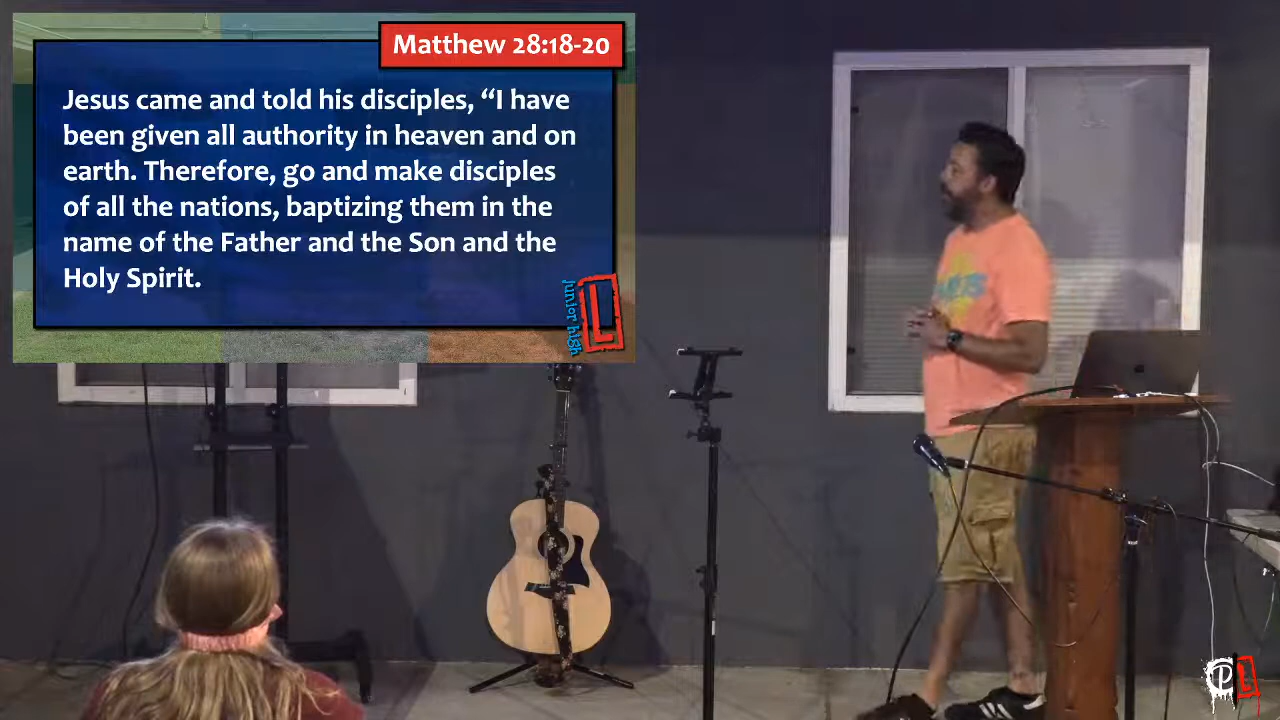 Matthew 28:18-20
Jesus came and told his disciples, “I have
been given all authority in heaven and on
earth. Therefore, go and make disciples
of all the nations, baptizing them in the
name of the Father and the Son and the
Holy Spirit.
junior high
L
PL